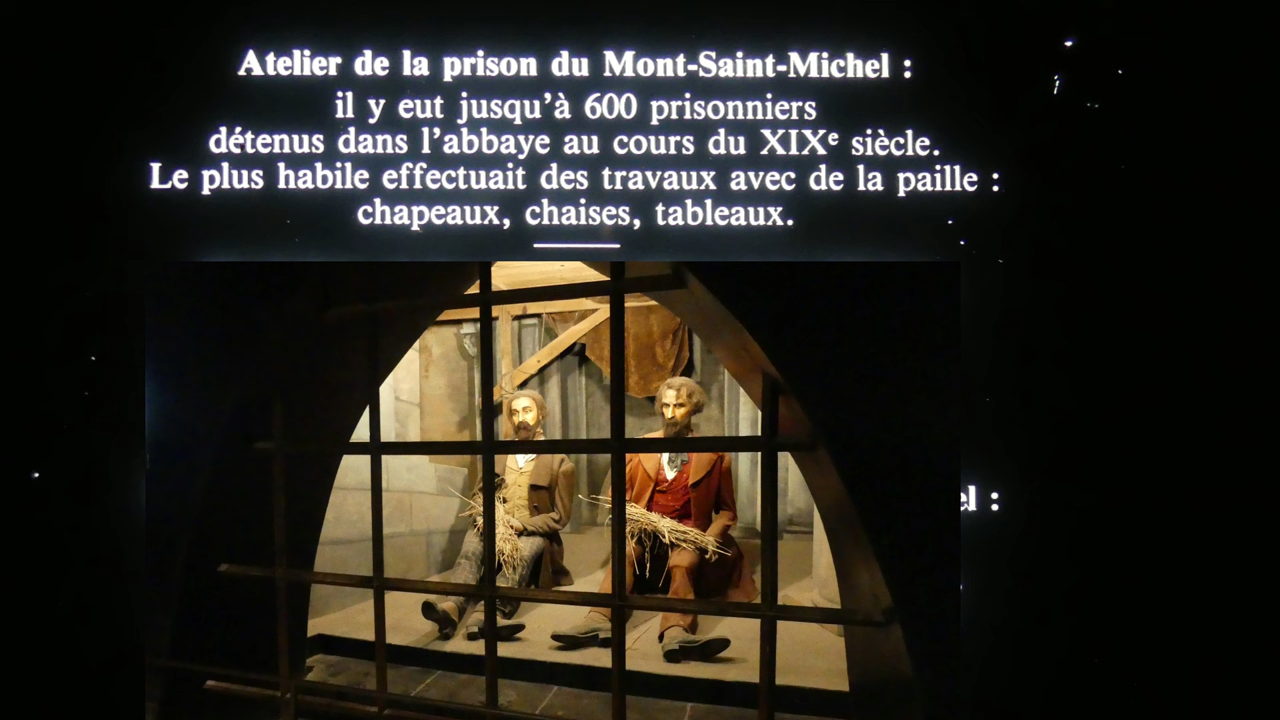 Atelier de la prison du Mont-Saint-Michel :
il y eut jusqu'à 600 prisonniers
détenus dans l'abbaye au cours du XIXe siècle.
Le plus habile effectuait des travaux avec de la paille :
chapeaux, chaises, tableaux.
el :